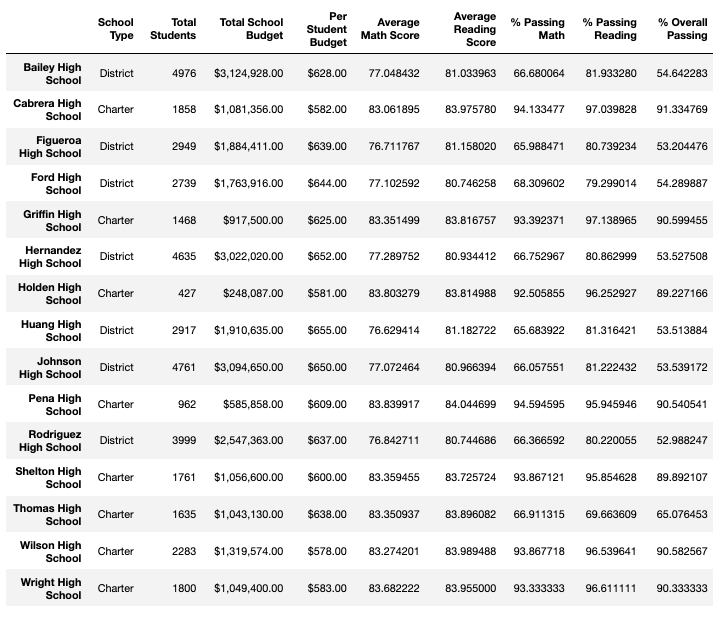 School Type Total Students Total School Budget Per Student Budget Average Math Score Average Reading Score % Passing Math % Passing Reading % Overall Passing
Bailey High School District 4976 $3,124,928.00 $628.00 77.048432 81.033963 66.680064 81.933280 54.642283
Cabrera High School Charter 1858 $1,081,356.00 $582.00 83.061895 83.975780 94.133477 97.039828 91.334769
Figueroa High School District 2949 $1,884,411.00 $639.00 76.711767 81.158020 65.988471 80.739234 53.204476
Ford High School District 2739 $1,763,916.00 $644.00 77.102592 80.746258 68.309602 79.299014 54.289887
Griffin High School Charter 1468 $917,500.00 $625.00 83.351499 83.816757 93.392371 97.138965 90.599455
Hernandez High School District 4635 $3,022,020.00 $652.00 77.289752 80.934412 66.752967 80.862999 53.527508
Holden High School Charter 427 $248,087.00 $581.00 83.803279 83.814988 92.505855 96.252927 89.227166
Huang High School District 2917 $1,910,635.00 $655.00 76.629414 81.182722 65.683922 81.316421 53.513884
Johnson High School District 4761 $3,094,650.00 $650.00 77.072464 80.966394 66.057551 81.222432 53.539172
Pena High School Charter 962 $585,858.00 $609.00 83.839917 84.044699 94.594595 95.945946 90.540541
Rodriguez High School District 3999 $2,547,363.00 $637.00 76.842711 80.744686 66.366592 80.220055 52.988247
Shelton High School Charter 1761 $1,056,600.00 $600.00 83.359455 83.725724 93.867121 95.854628 89.892107
Thomas High School Charter 1635 $1,043,130.00 $638.00 83.350937 83.896082 66.911315 69.663609 65.076453
Wilson High School Charter 2283 $1,319,574.00 $578.00 83.274201 83.989488 93.867718 96.539641 90.582567
Wright High School Charter 1800 $1,049,400.00 $583.00 83.682222 83.955000 93.333333 96.611111 90.333333